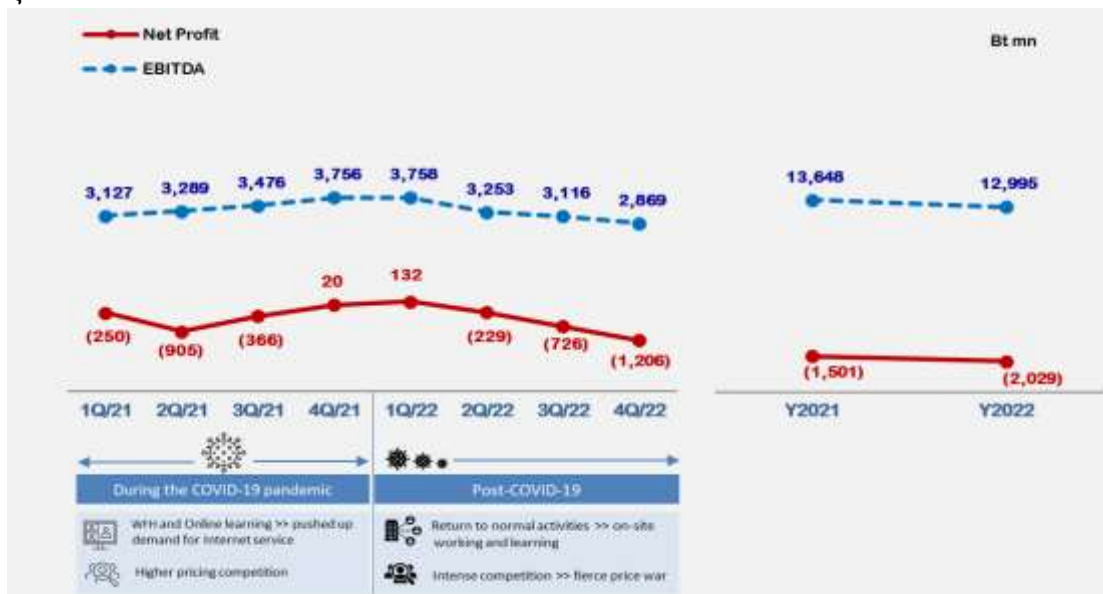 Net Profit
Bt mn
EBITDA
3,127 3,289 3,476 3,756 3,758 3,253 3,116 2,869
13,648 12,995
(250) (905) (366) 20 132 (229) (726) (1,206)
(1,501) (2,029)
1Q/21 2Q/21 3Q/21 4Q/21 1Q/22 2Q/22 3Q/22 4Q/22
Y2021 Y2022
During the COVID-19 pandemic
Post-COVID-19
WFH and Online learning >> pushed up
demand for Internet service
Higher pricing competition
Return to normal activities >> on-site
working and learning
Intense competition >> fierce price war